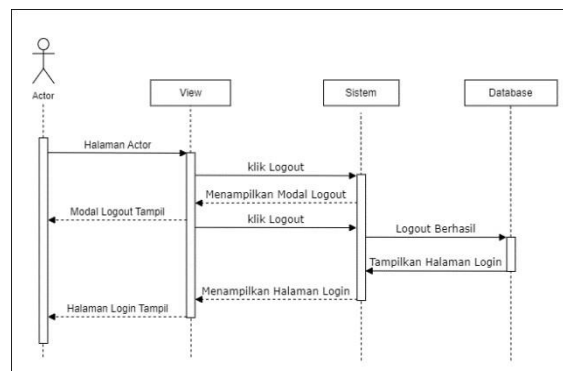 Actor
View
Sistem
Database
Halaman Actor
klik Logout
Menampilkan Modal Logout
Modal Logout Tampil
klik Logout
Logout Berhasil
Tampilkan Halaman Login
Menampilkan Halaman Login
Halaman Login Tampil